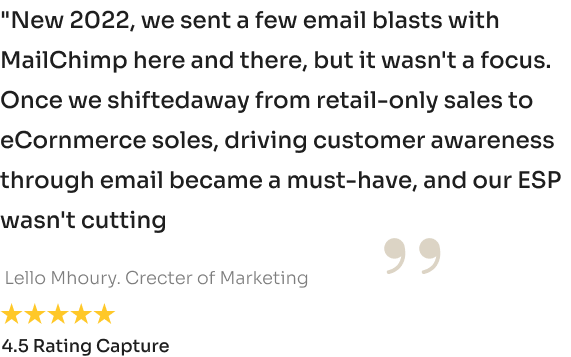 "New 2022, we sent a few email blasts with
MailChimp here and there, but it wasn't a focus.
Once we shiftedaway from retail-only sales to
eCornmerce soles, driving customer awareness
through email became a must-have, and our ESP
wasn't cutting
”
Lello Mhoury. Crecter of Marketing
4.5 Rating Capture